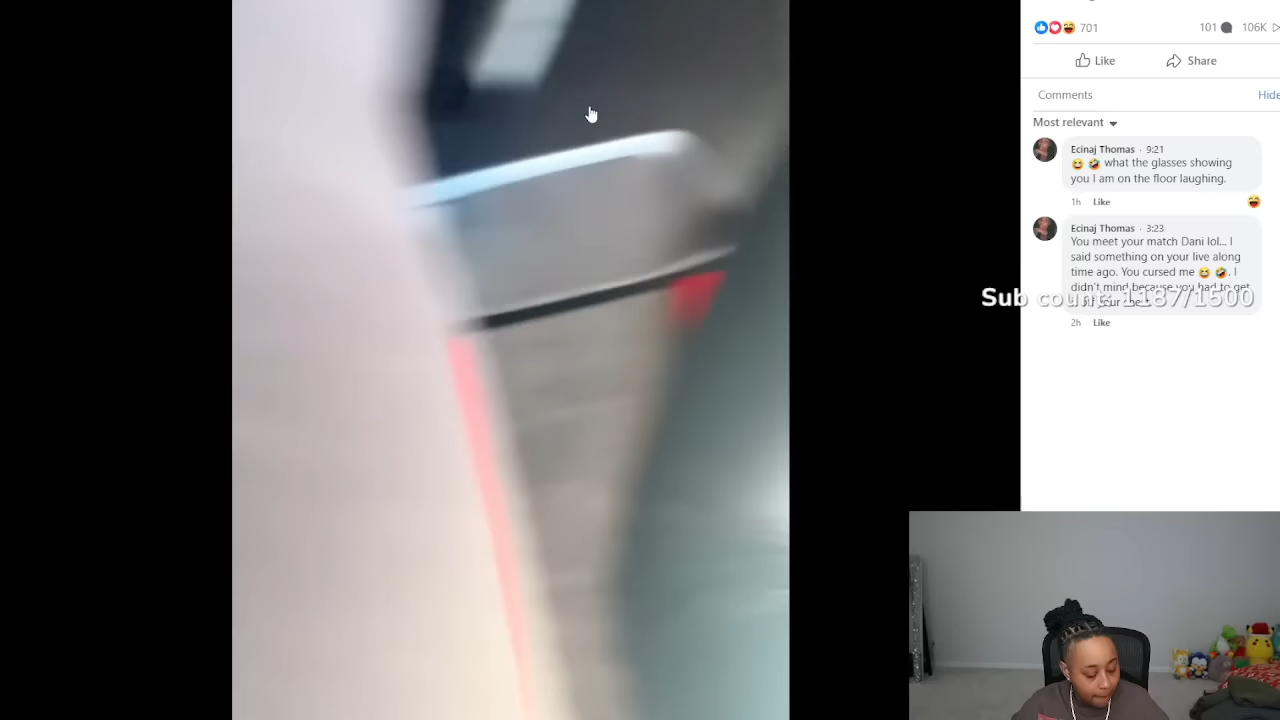 701
101
106K
Like
Share
Comments
Hide
Most relevant
Ecinaj Thomas · 9:21
😆 🤣 what the glasses showing
you I am on the floor laughing.
1h Like
Ecinaj Thomas · 3:23
You meet your match Dani lol... I
said something on your live along
time ago. You cursed me 😆 🤣. I
didn't mind because you had to get
Sub count: 1187/1500
2h Like